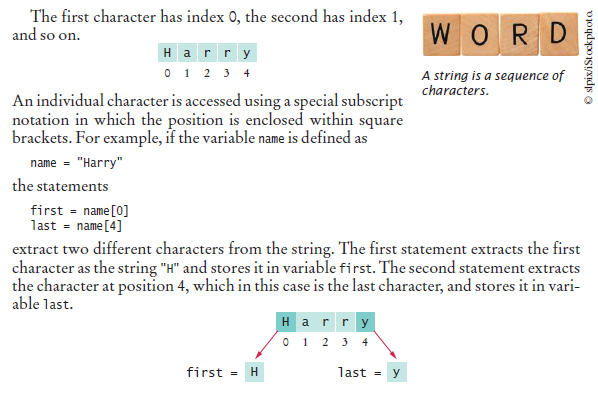 The first character has index 0, the second has index 1,
and so on.
H a r r y
0 1 2 3 4
W O R D
A string is a sequence of
characters.
© slpix/iStockphoto.
An individual character is accessed using a special subscript
notation in which the position is enclosed within square
brackets. For example, if the variable name is defined as
name = "Harry"
the statements
first = name[0]
last = name[4]
extract two different characters from the string. The first statement extracts the first
character as the string "H" and stores it in variable first. The second statement extracts
the character at position 4, which in this case is the last character, and stores it in vari-
able last.
H a r r y
0 1 2 3 4
first = H last = y